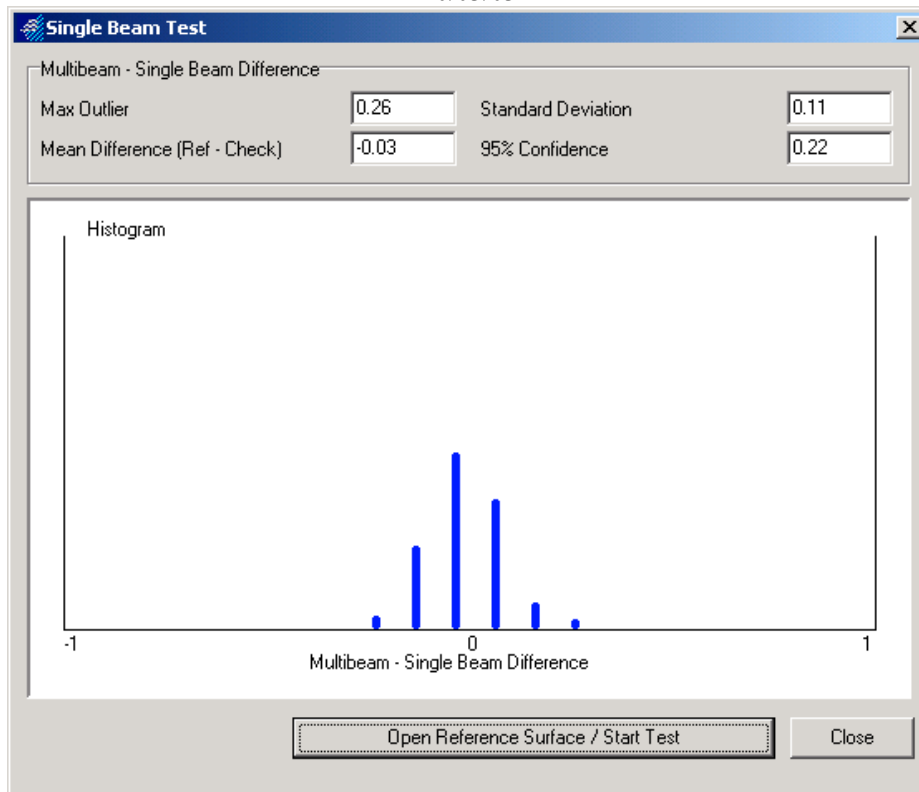 Single Beam Test
Multibeam - Single Beam Difference
Max Outlier 0.26 Standard Deviation 0.11
Mean Difference (Ref - Check) -0.03 95% Confidence 0.22
Histogram
-1 0 1
Multibeam - Single Beam Difference
Open Reference Surface / Start Test Close